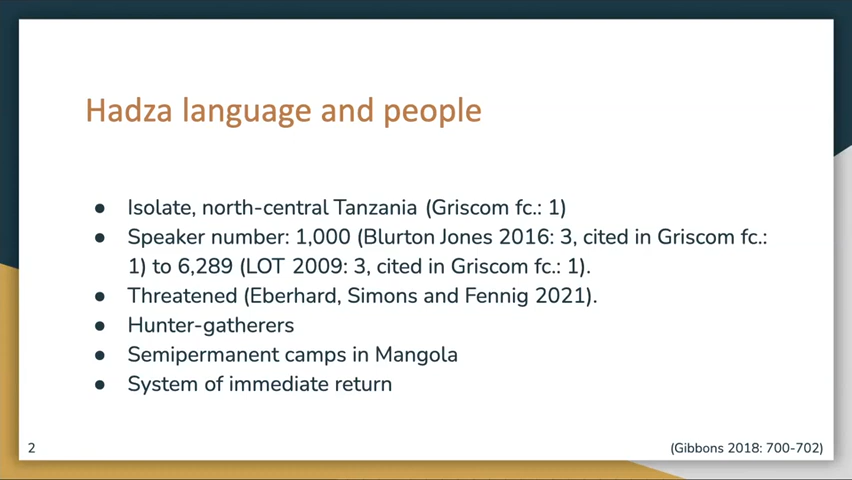 Hadza language and people
● Isolate, north-central Tanzania (Griscom fc.: 1)
● Speaker number: 1,000 (Blurton Jones 2016: 3, cited in Griscom fc.:
1) to 6,289 (LOT 2009: 3, cited in Griscom fc.: 1).
● Threatened (Eberhard, Simons and Fennig 2021).
● Hunter-gatherers
● Semipermanent camps in Mangola
● System of immediate return
2
(Gibbons 2018: 700-702)